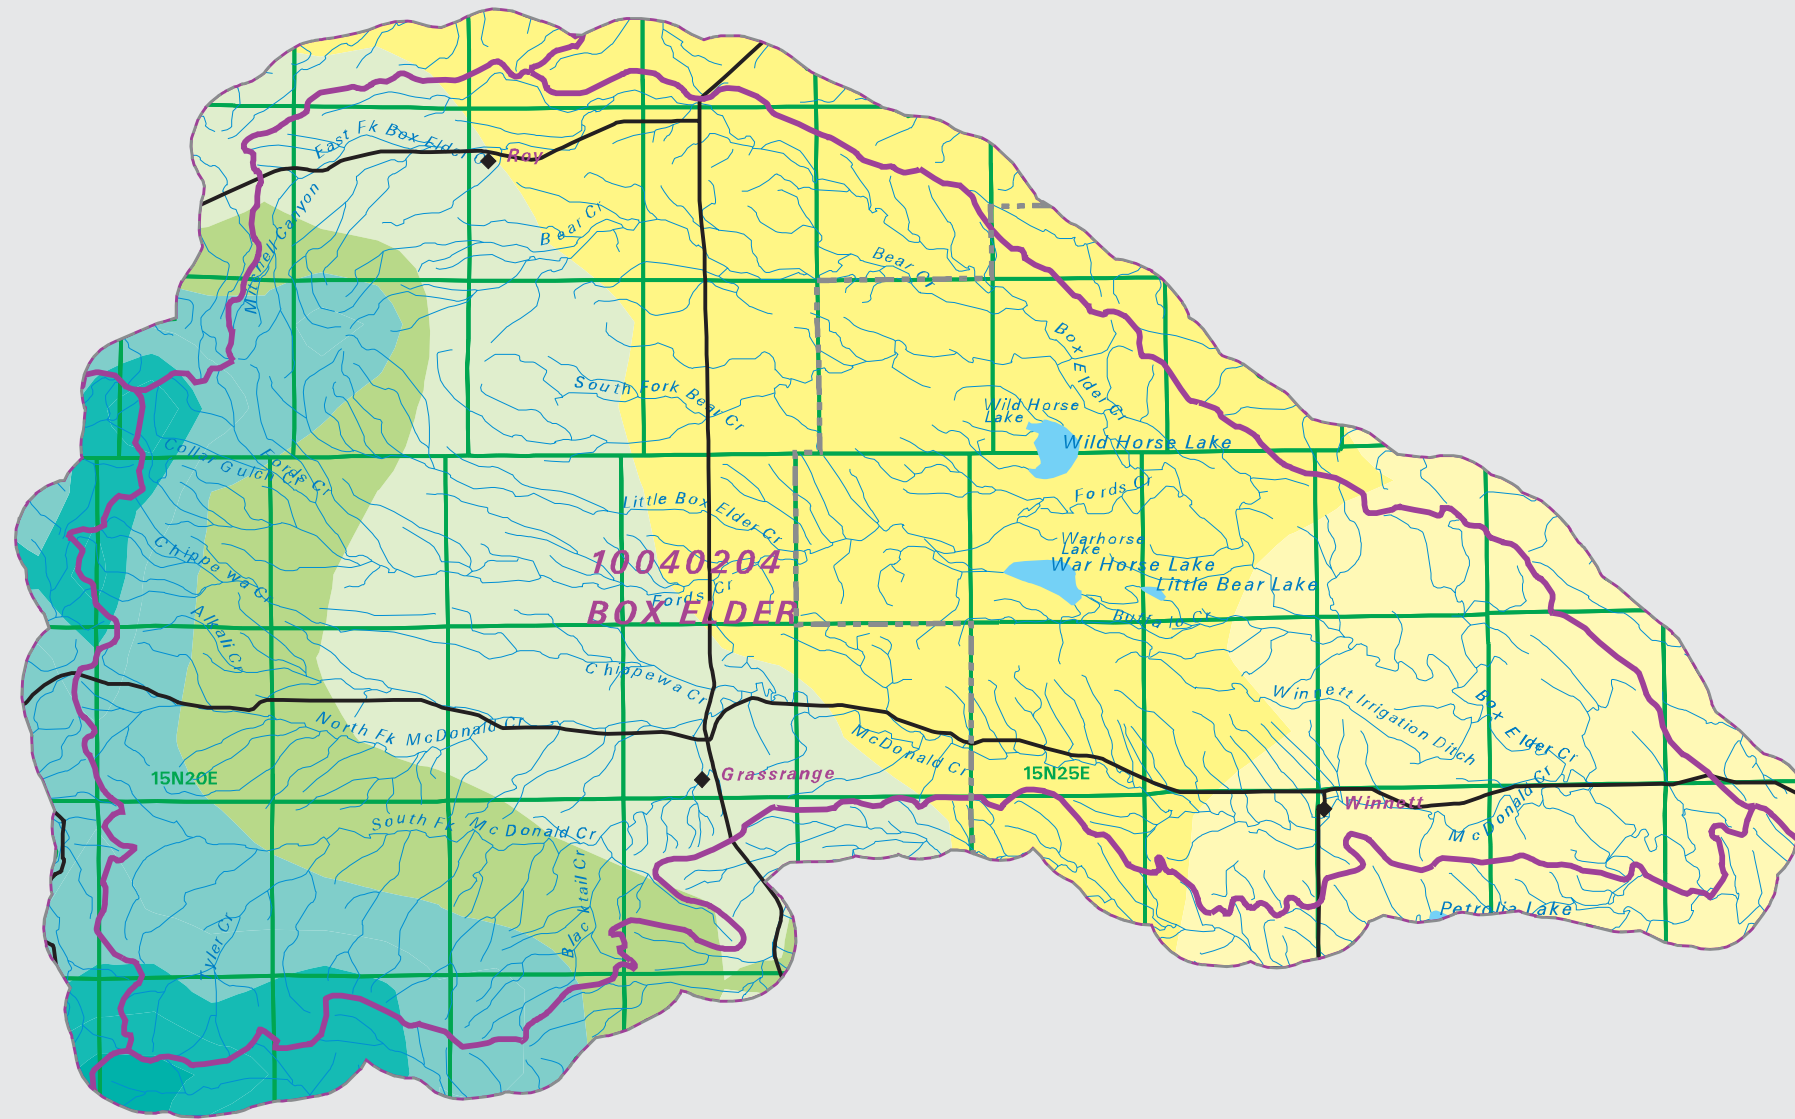 East Fk Box Elder Cr
Roy
Mitchell Canyon
Bear Cr
Bear Cr
Box Elder Cr
South Fork Bear Cr
Wild Horse
Lake
Wild Horse Lake
Collar Gulch Cr
Fords Cr
Fords Cr
Little Box Elder Cr
Chippewa Cr
Warhorse
Lake
War Horse Lake
Little Bear Lake
10040204
BOX ELDER
Fords Cr
Alkali Cr
Buffalo Cr
Chippewa Cr
Winnett Irrigation Ditch
Box Elder Cr
North Fk McDonald Cr
McDonald Cr
15N20E
Grassrange
15N25E
Winnett
McDonald Cr
South Fk Mc Donald Cr
Blacktail Cr
Tyler Cr
Petrolia Lake